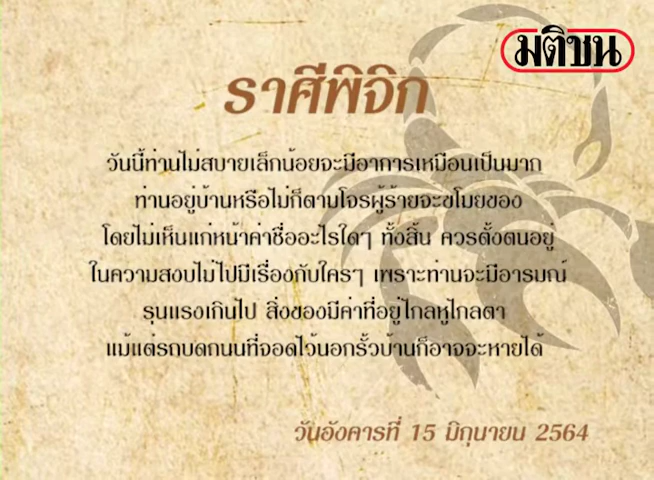 มติชน
ราศีพิจิก
วันนี้ท่านไม่สบายเล็กน้อยจะมีอาการเหมือนเป็นมาก
ท่านอยู่บ้านหรือไม่ก็ตามโจรผู้ร้ายจะขโมยของ
โดยไม่เห็นแก่หน้าค่าชื่ออะไรใดๆ ทั้งสิ้น ควรตั้งตนอยู่
ในความสงบไม่ไปมีเรื่องกับใครๆ เพราะท่านจะมีอารมณ์
รุนแรงเกินไป สิ่งของมีค่าที่อยู่ไกลหูไกลตา
แม้แต่รถบดถนนที่จอดไว้นอกรั้วบ้านก็อาจจะหายได้
วันอังคารที่ 15 มิถุนายน 2564